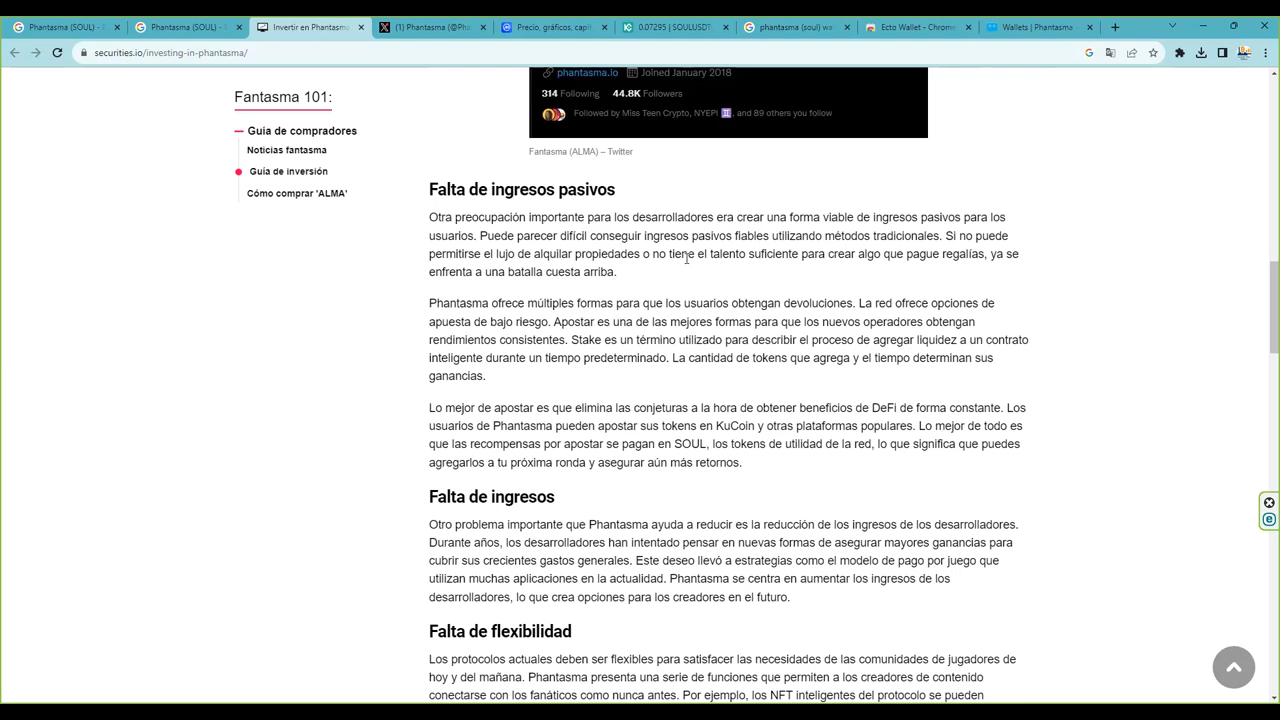 Phantasma (SOUL) - P
Phantasma (SOUL) - P
Invertir en Phantasma
(1) Phantasma (@Pha
Precio, gráficos, capit
0.07295 | SOULUSDT
phantasma (soul) wa
Ecto Wallet - Chrome
Wallets | Phantasma
securities.io/investing-in-phantasma/
phantasma.io Joined January 2018
314 Following 44.8K Followers
Followed by Miss Teen Crypto, NYEPI, and 89 others you follow
Fantasma (ALMA) – Twitter
Fantasma 101:
Guia de compradores
Noticias fantasma
Guía de inversión
Cómo comprar 'ALMA'
Falta de ingresos pasivos
Otra preocupación importante para los desarrolladores era crear una forma viable de ingresos pasivos para los
usuarios. Puede parecer difícil conseguir ingresos pasivos fiables utilizando métodos tradicionales. Si no puede
permitirse el lujo de alquilar propiedades o no tiene el talento suficiente para crear algo que pague regalías, ya se
enfrenta a una batalla cuesta arriba.
Phantasma ofrece múltiples formas para que los usuarios obtengan devoluciones. La red ofrece opciones de
apuesta de bajo riesgo. Apostar es una de las mejores formas para que los nuevos operadores obtengan
rendimientos consistentes. Stake es un término utilizado para describir el proceso de agregar liquidez a un contrato
inteligente durante un tiempo predeterminado. La cantidad de tokens que agrega y el tiempo determinan sus
ganancias.
Lo mejor de apostar es que elimina las conjeturas a la hora de obtener beneficios de DeFi de forma constante. Los
usuarios de Phantasma pueden apostar sus tokens en KuCoin y otras plataformas populares. Lo mejor de todo es
que las recompensas por apostar se pagan en SOUL, los tokens de utilidad de la red, lo que significa que puedes
agregarlos a tu próxima ronda y asegurar aún más retornos.
Falta de ingresos
Otro problema importante que Phantasma ayuda a reducir es la reducción de los ingresos de los desarrolladores.
Durante años, los desarrolladores han intentado pensar en nuevas formas de asegurar mayores ganancias para
cubrir sus crecientes gastos generales. Este deseo llevó a estrategias como el modelo de pago por juego que
utilizan muchas aplicaciones en la actualidad. Phantasma se centra en aumentar los ingresos de los
desarrolladores, lo que crea opciones para los creadores en el futuro.
Falta de flexibilidad
Los protocolos actuales deben ser flexibles para satisfacer las necesidades de las comunidades de jugadores de
hoy y del mañana. Phantasma presenta una serie de funciones que permiten a los creadores de contenido
conectarse con los fanáticos como nunca antes. Por ejemplo, los NFT inteligentes del protocolo se pueden